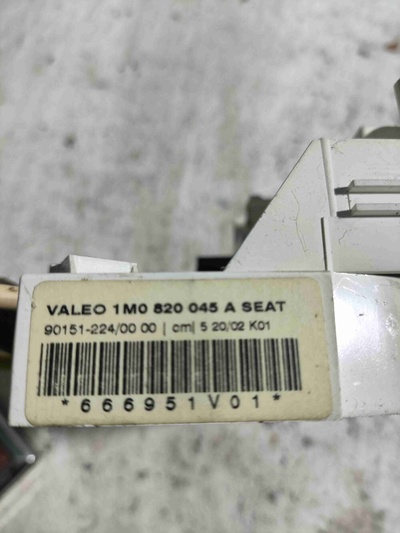 VALEO 1M0 820 045 A SEAT
90151-224/00 00 | cm| 5 20/02 K01
*666951V01*